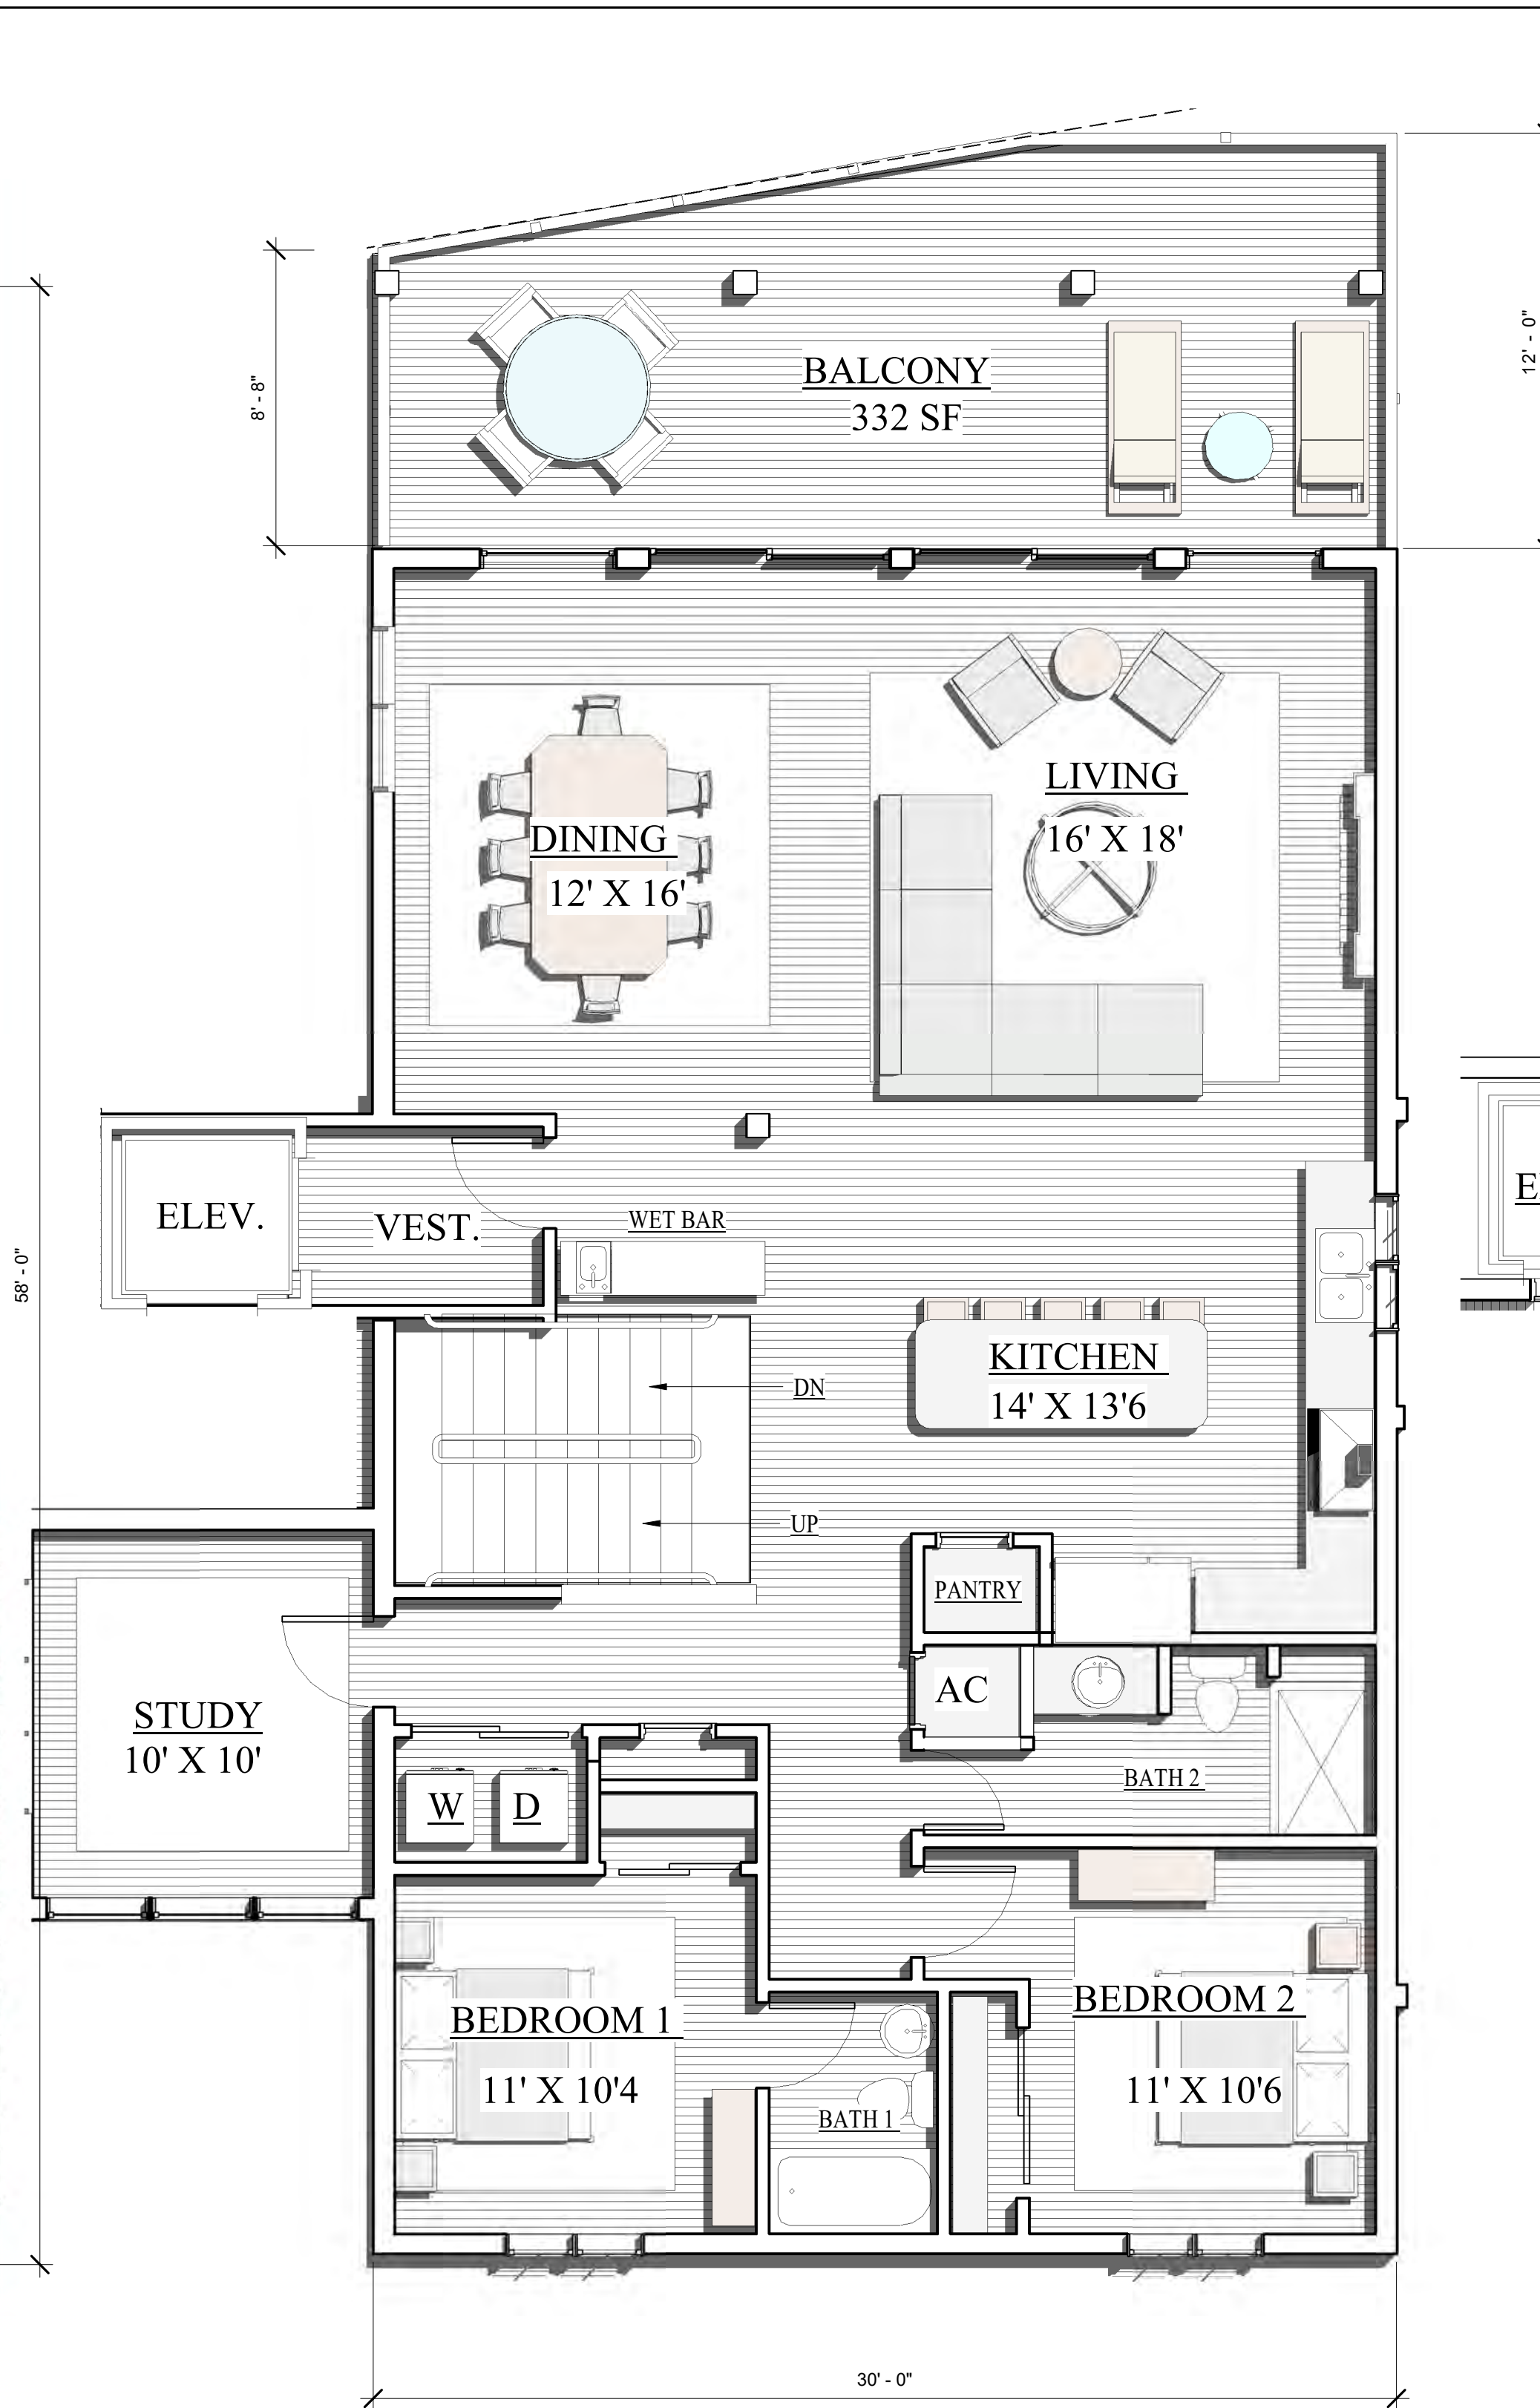 12' - 0"
8' - 8"
BALCONY
332 SF
LIVING
16' X 18'
DINING
12' X 16'
ELEV.
VEST.
WET BAR
E
58' - 0"
KITCHEN
14' X 13'6
DN
UP
PANTRY
AC
STUDY
10' X 10'
BATH 2
W
D
BEDROOM 1
11' X 10'4
BEDROOM 2
11' X 10'6
BATH 1
30' - 0"